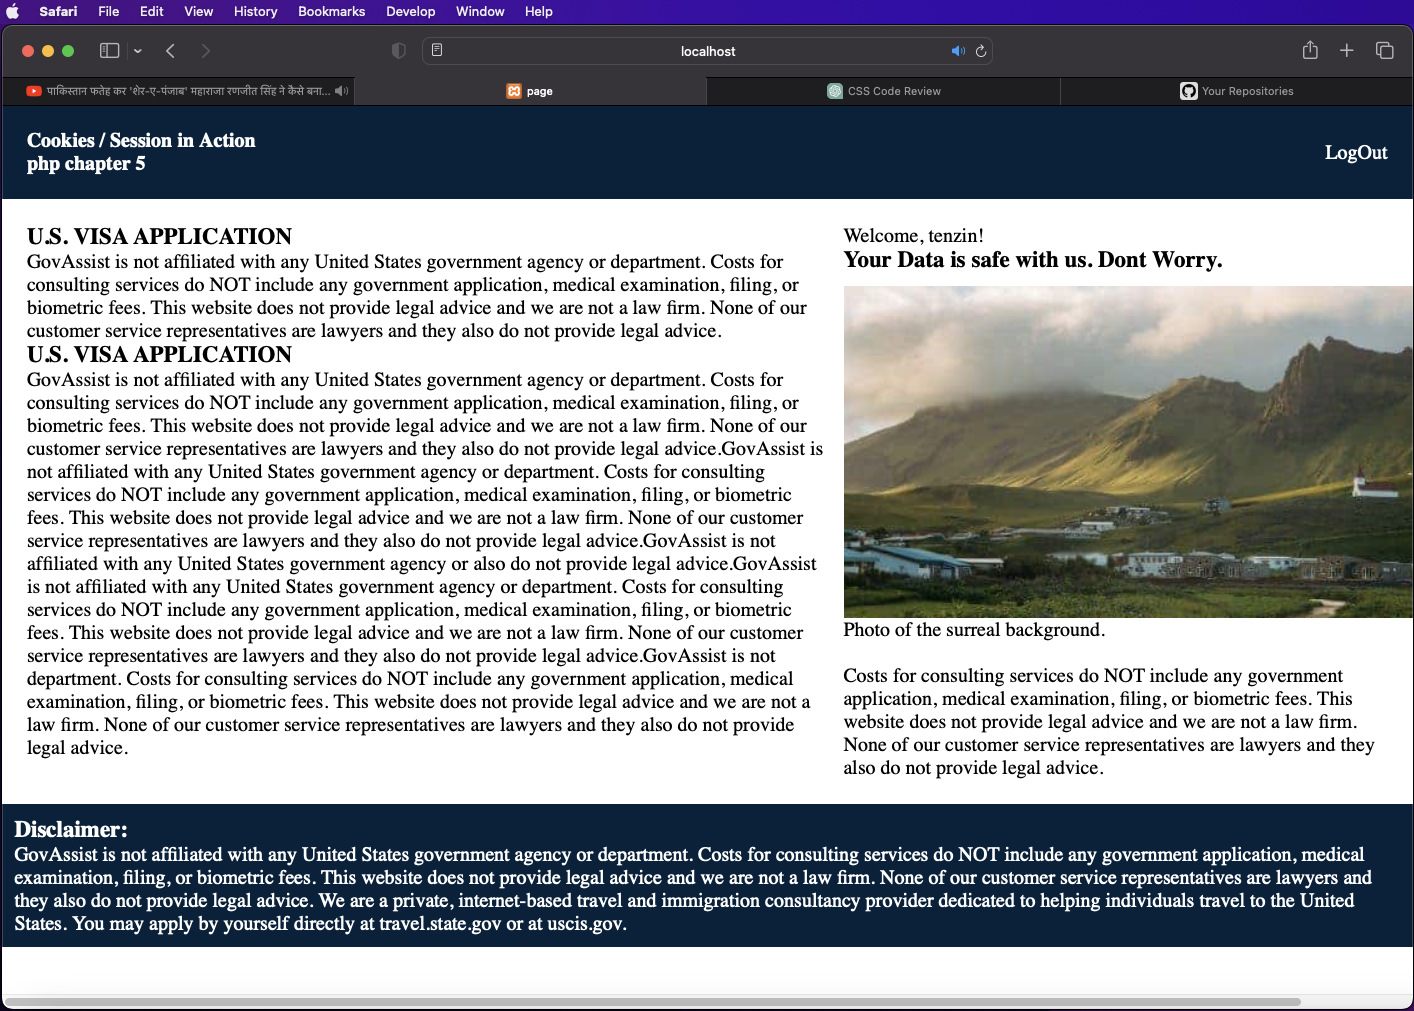 Safari File Edit View History Bookmarks Develop Window Help
localhost
पाकिस्तान फतेह कर 'शेर-ए-पंजाब' महाराजा रणजीत सिंह ने कैसे बना...
page
CSS Code Review
Your Repositories
Cookies / Session in Action
php chapter 5
LogOut
U.S. VISA APPLICATION
GovAssist is not affiliated with any United States government agency or department. Costs for
consulting services do NOT include any government application, medical examination, filing, or
biometric fees. This website does not provide legal advice and we are not a law firm. None of our
customer service representatives are lawyers and they also do not provide legal advice.
U.S. VISA APPLICATION
GovAssist is not affiliated with any United States government agency or department. Costs for
consulting services do NOT include any government application, medical examination, filing, or
biometric fees. This website does not provide legal advice and we are not a law firm. None of our
customer service representatives are lawyers and they also do not provide legal advice.GovAssist is
not affiliated with any United States government agency or department. Costs for consulting
services do NOT include any government application, medical examination, filing, or biometric
fees. This website does not provide legal advice and we are not a law firm. None of our customer
service representatives are lawyers and they also do not provide legal advice.GovAssist is not
affiliated with any United States government agency or also do not provide legal advice.GovAssist
is not affiliated with any United States government agency or department. Costs for consulting
services do NOT include any government application, medical examination, filing, or biometric
fees. This website does not provide legal advice and we are not a law firm. None of our customer
service representatives are lawyers and they also do not provide legal advice.GovAssist is not
department. Costs for consulting services do NOT include any government application, medical
examination, filing, or biometric fees. This website does not provide legal advice and we are not a
law firm. None of our customer service representatives are lawyers and they also do not provide
legal advice.
Welcome, tenzin!
Your Data is safe with us. Dont Worry.
Photo of the surreal background.
Costs for consulting services do NOT include any government
application, medical examination, filing, or biometric fees. This
website does not provide legal advice and we are not a law firm.
None of our customer service representatives are lawyers and they
also do not provide legal advice.
Disclaimer:
GovAssist is not affiliated with any United States government agency or department. Costs for consulting services do NOT include any government application, medical
examination, filing, or biometric fees. This website does not provide legal advice and we are not a law firm. None of our customer service representatives are lawyers and
they also do not provide legal advice. We are a private, internet-based travel and immigration consultancy provider dedicated to helping individuals travel to the United
States. You may apply by yourself directly at travel.state.gov or at uscis.gov.